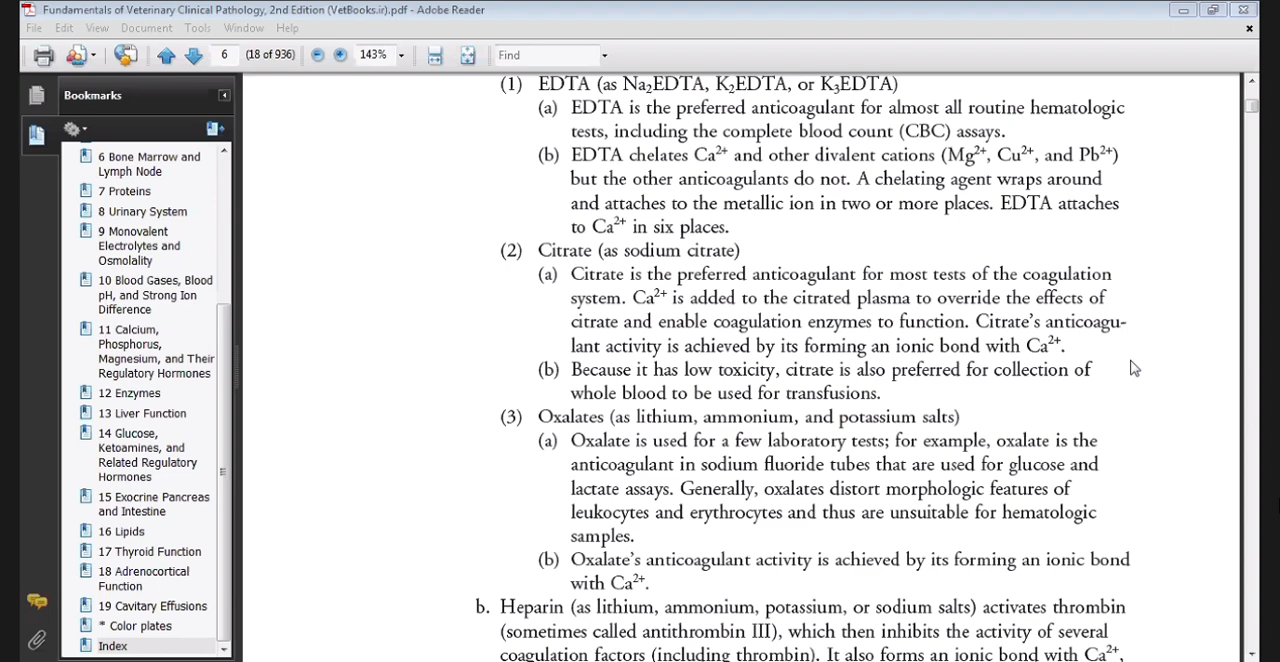 Fundamentals of Veterinary Clinical Pathology, 2nd Edition (VetBooks.ir).pdf - Adobe Reader
File Edit View Document Tools Window Help
6 (18 of 936) 143% Find
Bookmarks
6 Bone Marrow and
Lymph Node
7 Proteins
8 Urinary System
9 Monovalent
Electrolytes and
Osmolality
10 Blood Gases, Blood
pH, and Strong Ion
Difference
11 Calcium,
Phosphorus,
Magnesium, and Their
Regulatory Hormones
12 Enzymes
13 Liver Function
14 Glucose,
Ketoamines, and
Related Regulatory
Hormones
15 Exocrine Pancreas
and Intestine
16 Lipids
17 Thyroid Function
18 Adrenocortical
Function
19 Cavitary Effusions
* Color plates
Index
(1) EDTA (as Na₂EDTA, K₂EDTA, or K₃EDTA)
(a) EDTA is the preferred anticoagulant for almost all routine hematologic
tests, including the complete blood count (CBC) assays.
(b) EDTA chelates Ca²⁺ and other divalent cations (Mg²⁺, Cu²⁺, and Pb²⁺)
but the other anticoagulants do not. A chelating agent wraps around
and attaches to the metallic ion in two or more places. EDTA attaches
to Ca²⁺ in six places.
(2) Citrate (as sodium citrate)
(a) Citrate is the preferred anticoagulant for most tests of the coagulation
system. Ca²⁺ is added to the citrated plasma to override the effects of
citrate and enable coagulation enzymes to function. Citrate's anticoagu-
lant activity is achieved by its forming an ionic bond with Ca²⁺.
(b) Because it has low toxicity, citrate is also preferred for collection of
whole blood to be used for transfusions.
(3) Oxalates (as lithium, ammonium, and potassium salts)
(a) Oxalate is used for a few laboratory tests; for example, oxalate is the
anticoagulant in sodium fluoride tubes that are used for glucose and
lactate assays. Generally, oxalates distort morphologic features of
leukocytes and erythrocytes and thus are unsuitable for hematologic
samples.
(b) Oxalate's anticoagulant activity is achieved by its forming an ionic bond
with Ca²⁺.
b. Heparin (as lithium, ammonium, potassium, or sodium salts) activates thrombin
(sometimes called antithrombin III), which then inhibits the activity of several
coagulation factors (including thrombin). It also forms an ionic bond with Ca²⁺,